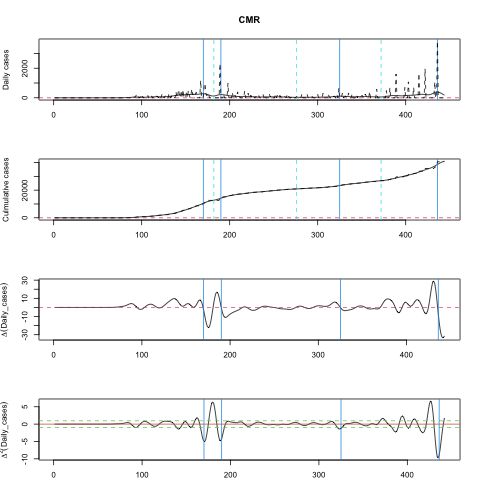 CMR
Daily cases
0 2000
0 100 200 300 400
Culmulative cases
0 20000
0 100 200 300 400
Δ(Daily_cases)
-30 -10 10 30
0 100 200 300 400
Δ²(Daily_cases)
-10 -5 0 5
0 100 200 300 400